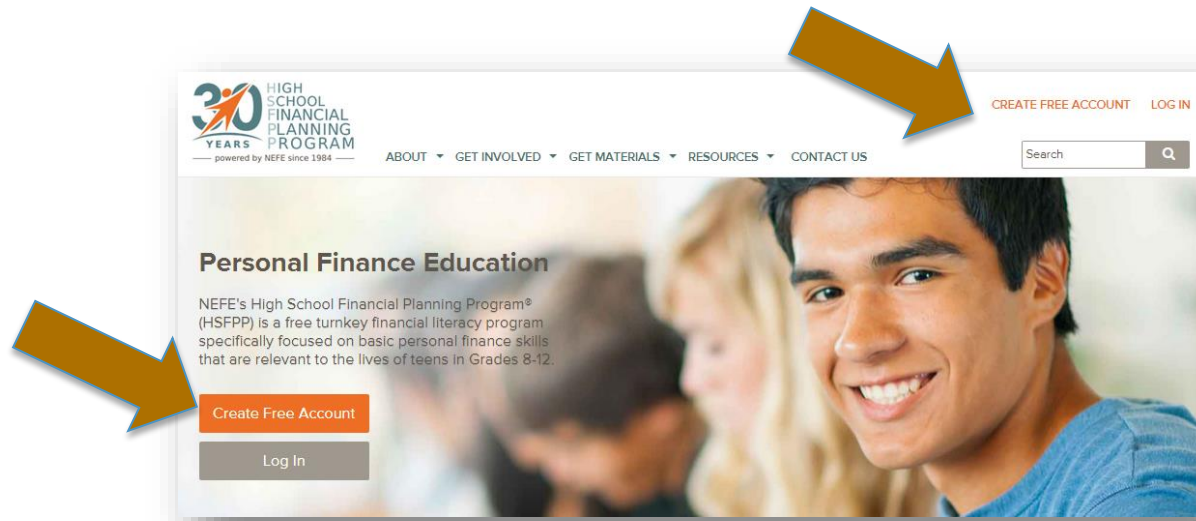 30
YEARS
HIGH
SCHOOL
FINANCIAL
PLANNING
PROGRAM
powered by NEFE since 1984
ABOUT GET INVOLVED GET MATERIALS RESOURCES CONTACT US
CREATE FREE ACCOUNT LOG IN
Search
Personal Finance Education
NEFE's High School Financial Planning Program®
(HSFPP) is a free turnkey financial literacy program
specifically focused on basic personal finance skills
that are relevant to the lives of teens in Grades 8-12.
Create Free Account
Log In